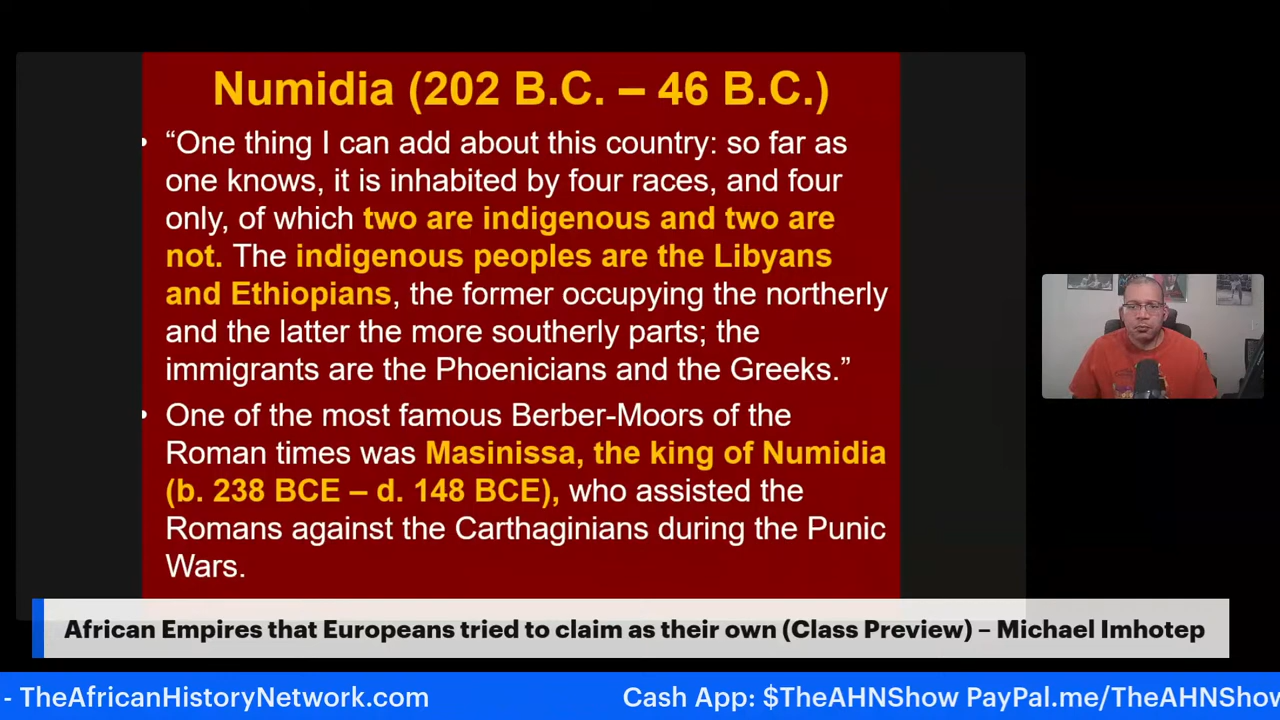 Numidia (202 B.C. – 46 B.C.)
• “One thing I can add about this country: so far as
one knows, it is inhabited by four races, and four
only, of which two are indigenous and two are
not. The indigenous peoples are the Libyans
and Ethiopians, the former occupying the northerly
and the latter the more southerly parts; the
immigrants are the Phoenicians and the Greeks.”
• One of the most famous Berber-Moors of the
Roman times was Masinissa, the king of Numidia
(b. 238 BCE – d. 148 BCE), who assisted the
Romans against the Carthaginians during the Punic
Wars.
African Empires that Europeans tried to claim as their own (Class Preview) – Michael Imhotep
- TheAfricanHistoryNetwork.com Cash App: $TheAHNShow PayPal.me/TheAHNShow